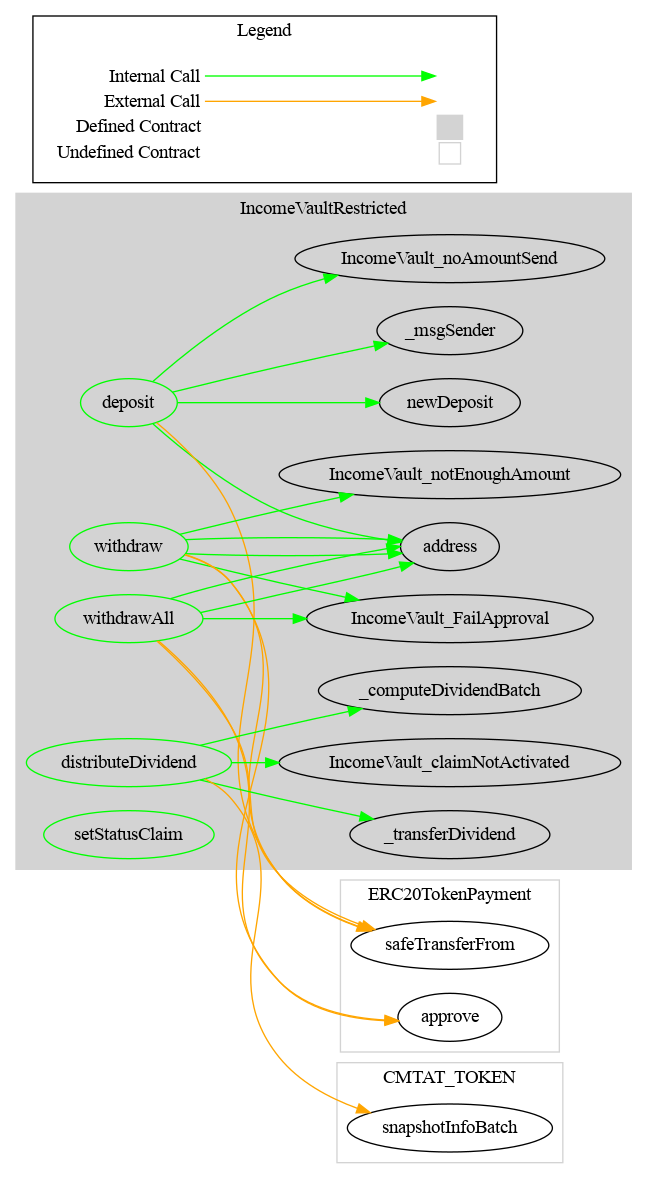 Legend
Internal Call
External Call
Defined Contract
Undefined Contract
IncomeVaultRestricted
IncomeVault_noAmountSend
_msgSender
deposit
newDeposit
IncomeVault_notEnoughAmount
withdraw
address
withdrawAll
IncomeVault_FailApproval
_computeDividendBatch
distributeDividend
IncomeVault_claimNotActivated
setStatusClaim
_transferDividend
ERC20TokenPayment
safeTransferFrom
approve
CMTAT_TOKEN
snapshotInfoBatch